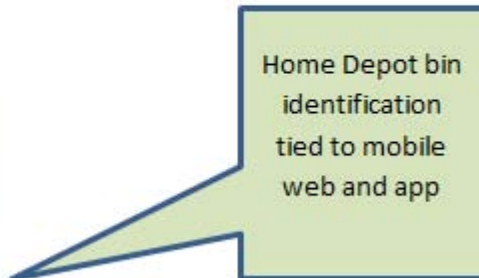 Home Depot bin
identification
tied to mobile
web and app